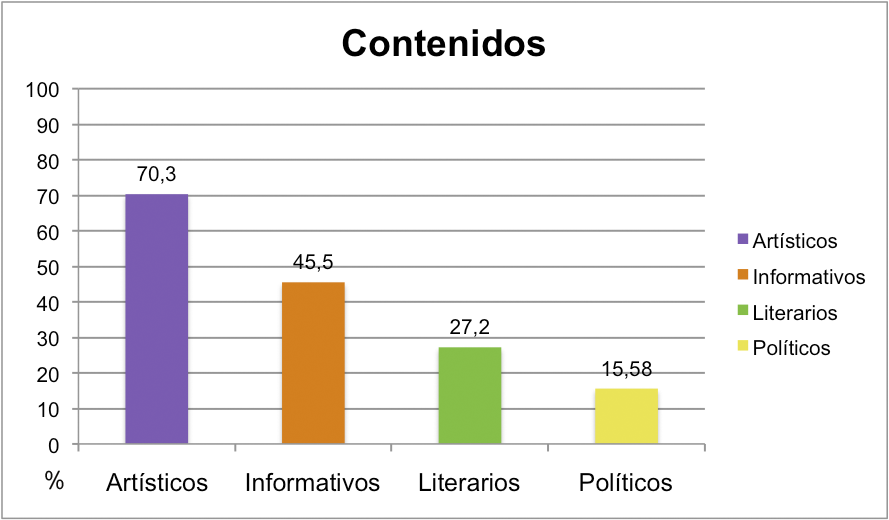 Contenidos
100
90
80
70
60
50
40
30
20
10
0
%
70,3
45,5
27,2
15,58
Artísticos
Informativos
Literarios
Políticos
Artísticos
Informativos
Literarios
Políticos